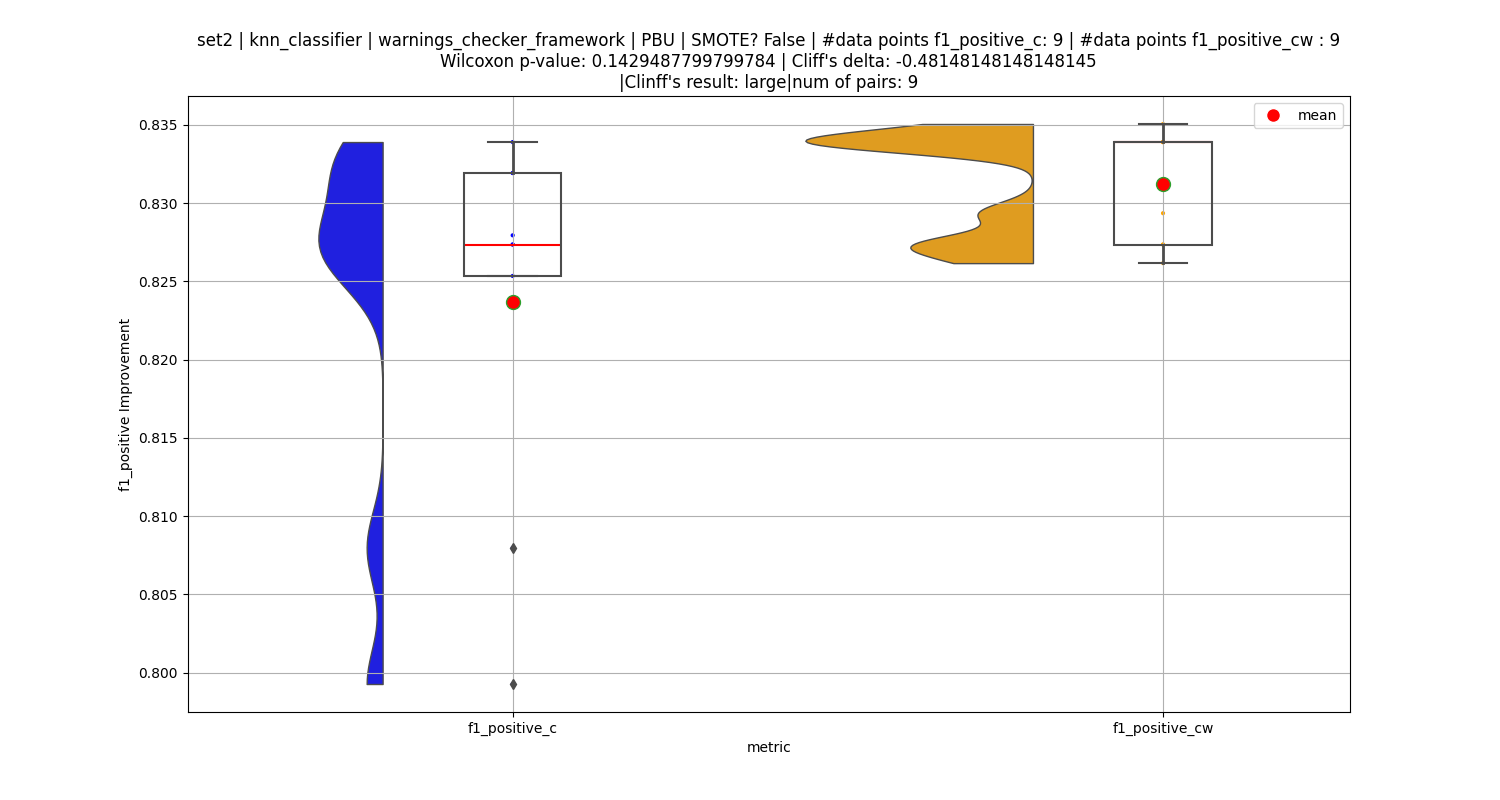 set2 | knn_classifier | warnings_checker_framework | PBU | SMOTE? False | #data points f1_positive_c: 9 | #data points f1_positive_cw : 9
Wilcoxon p-value: 0.1429487799799784 | Cliff's delta: -0.48148148148148145
|Clinff's result: large|num of pairs: 9
mean
0.835
0.830
0.825
0.820
0.815
0.810
0.805
0.800
f1_positive Improvement
f1_positive_c
f1_positive_cw
metric